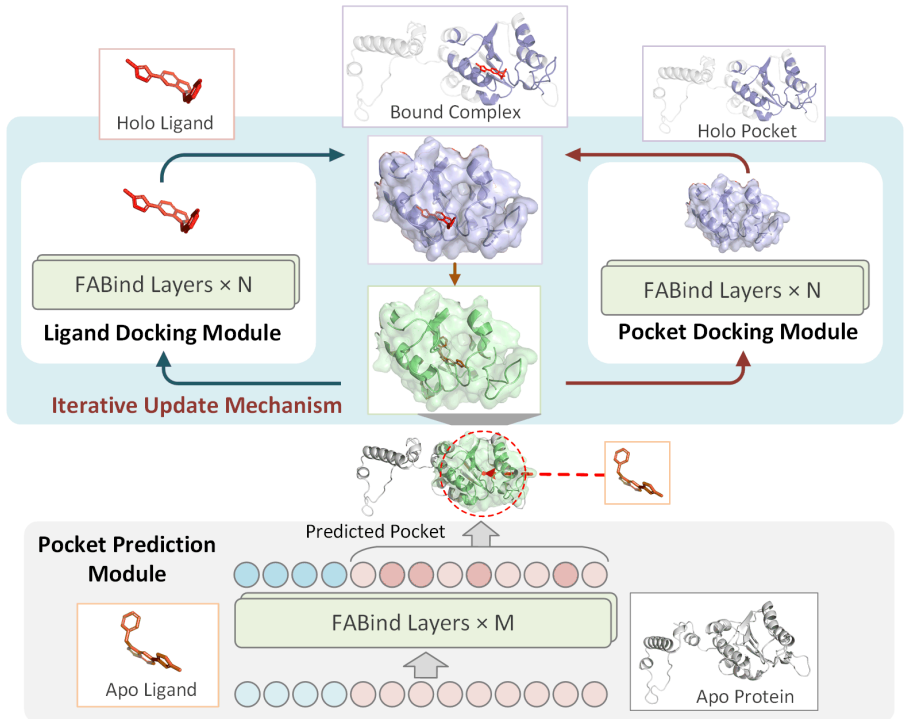 Holo Ligand
Bound Complex
Holo Pocket
FABind Layers × N
Ligand Docking Module
FABind Layers × N
Pocket Docking Module
Iterative Update Mechanism
Predicted Pocket
Pocket Prediction
Module
FABind Layers × M
Apo Ligand
Apo Protein